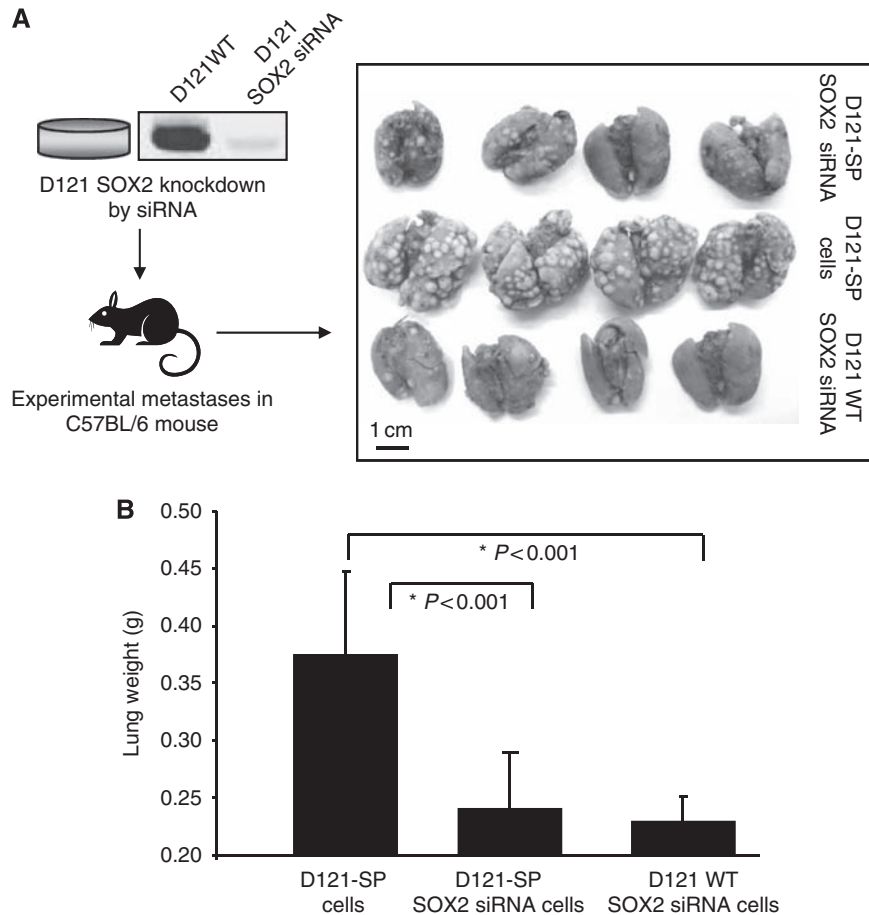 A
D121WT
D121
SOX2 siRNA
D121 SOX2 knockdown
by siRNA
Experimental metastases in
C57BL/6 mouse
D121-SP
SOX2 siRNA
D121-SP
cells
D121 WT
SOX2 siRNA
1 cm
B
Lung weight (g)
0.50
0.45
0.40
0.35
0.30
0.25
0.20
* P<0.001
* P<0.001
D121-SP
cells
D121-SP
SOX2 siRNA cells
D121 WT
SOX2 siRNA cells